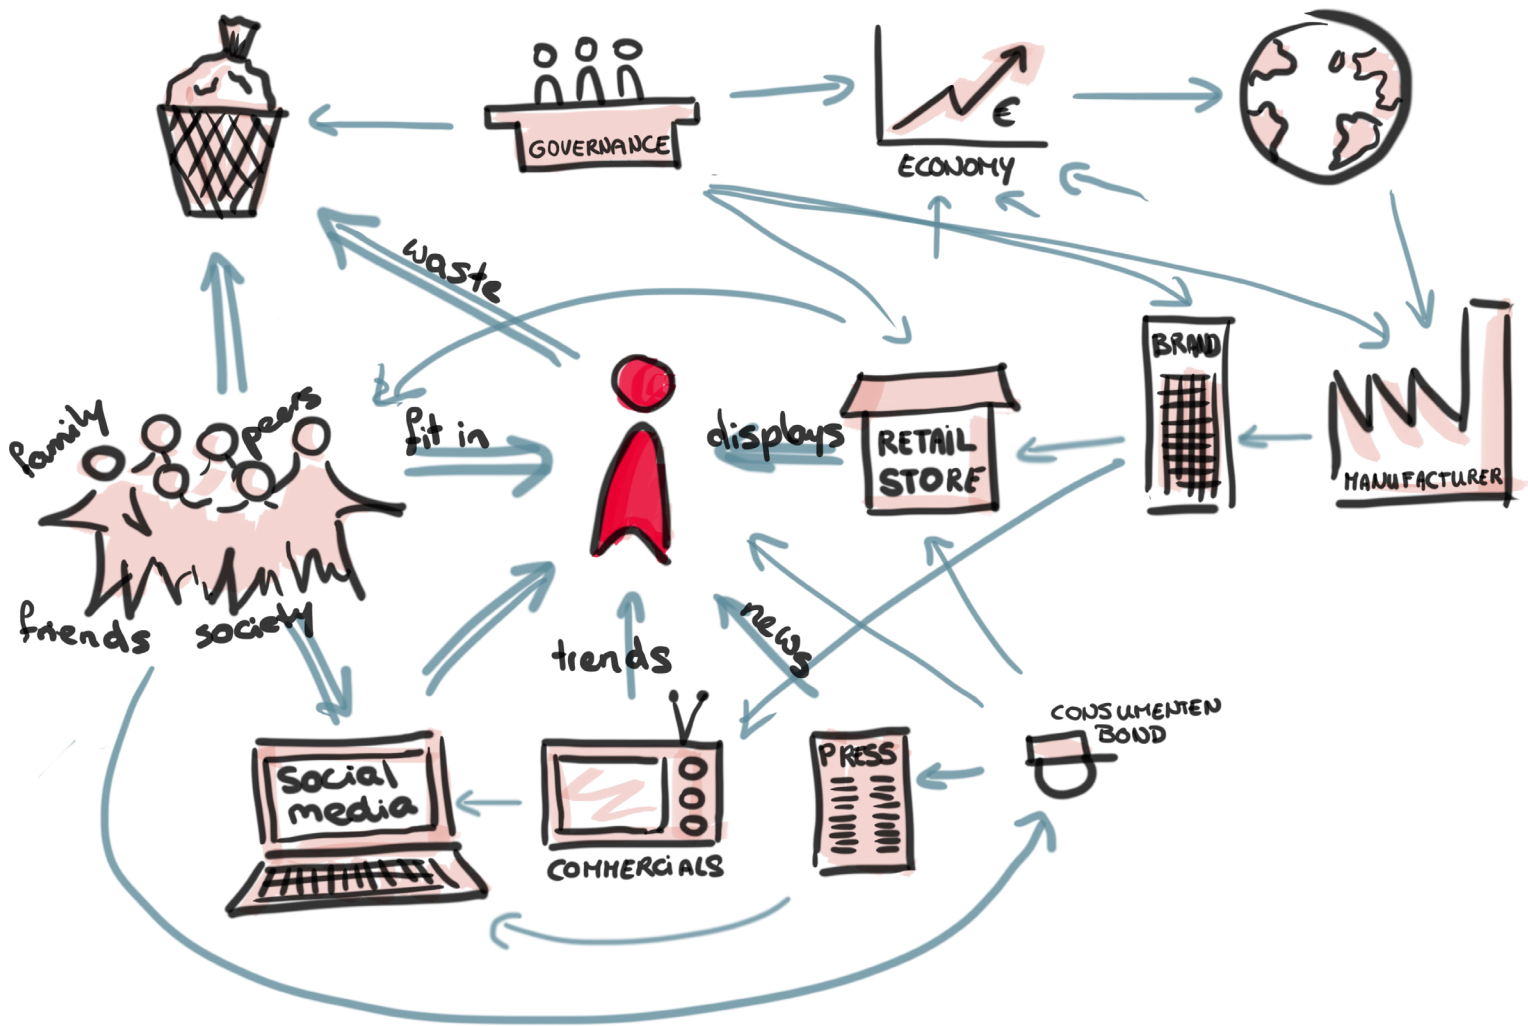 GOVERNANCE
€
ECONOMY
waste
BRAND
family
peers
fit in
displays
RETAIL
STORE
MANUFACTURER
friends
society
trends
news
CONSUMENTEN
BOND
Social
media
PRESS
COMMERCIALS